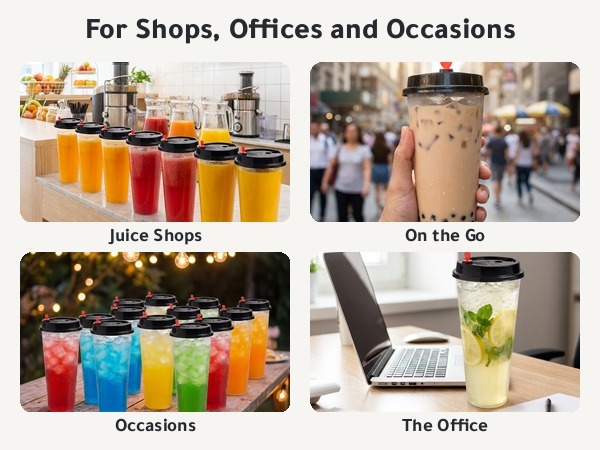 For Shops, Offices and Occasions
Juice Shops
On the Go
Occasions
The Office